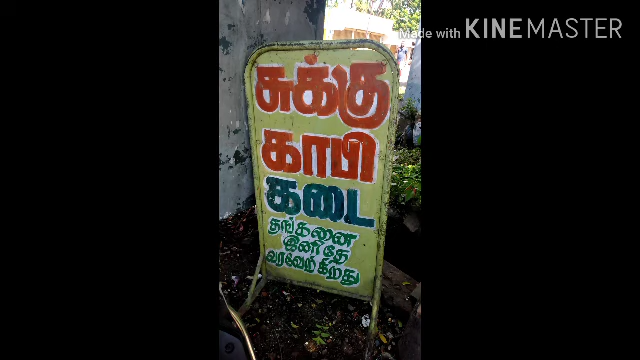 Made with KINEMASTER
சுக்கு
காபி
கடை
தங்களை
இனிதே
வரவேற்கிறது